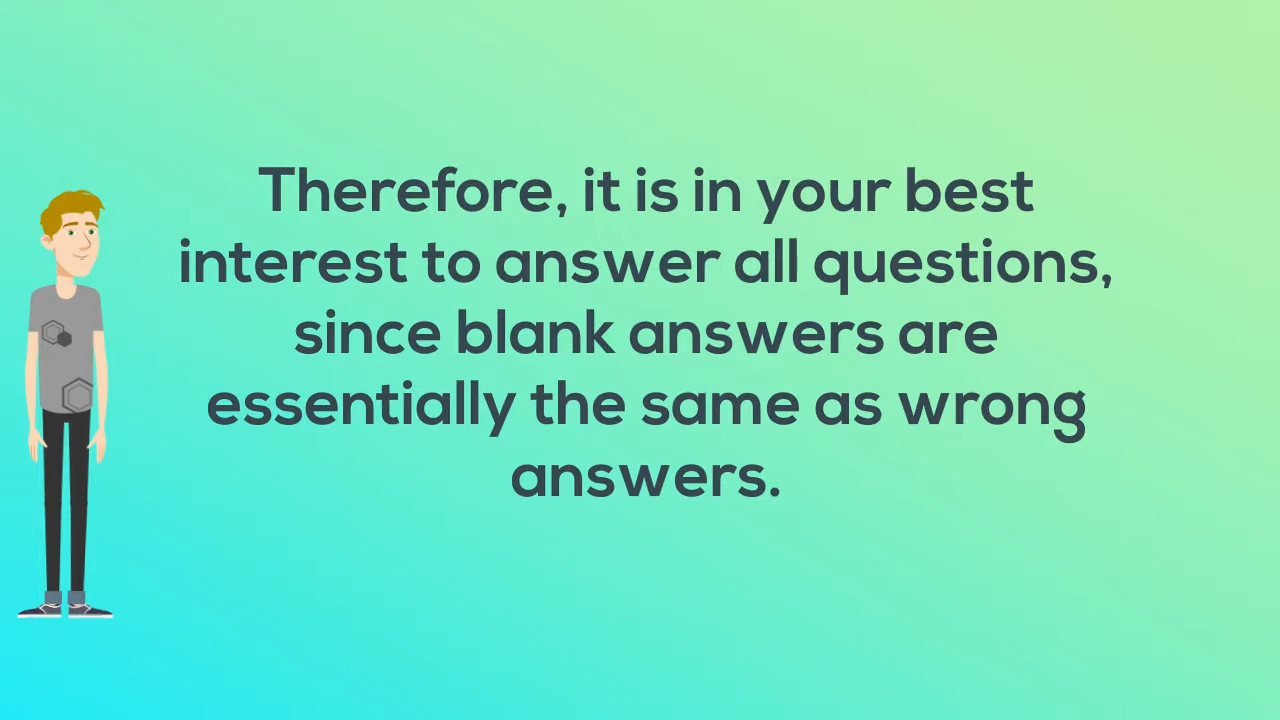 Therefore, it is in your best
interest to answer all questions,
since blank answers are
essentially the same as wrong
answers.